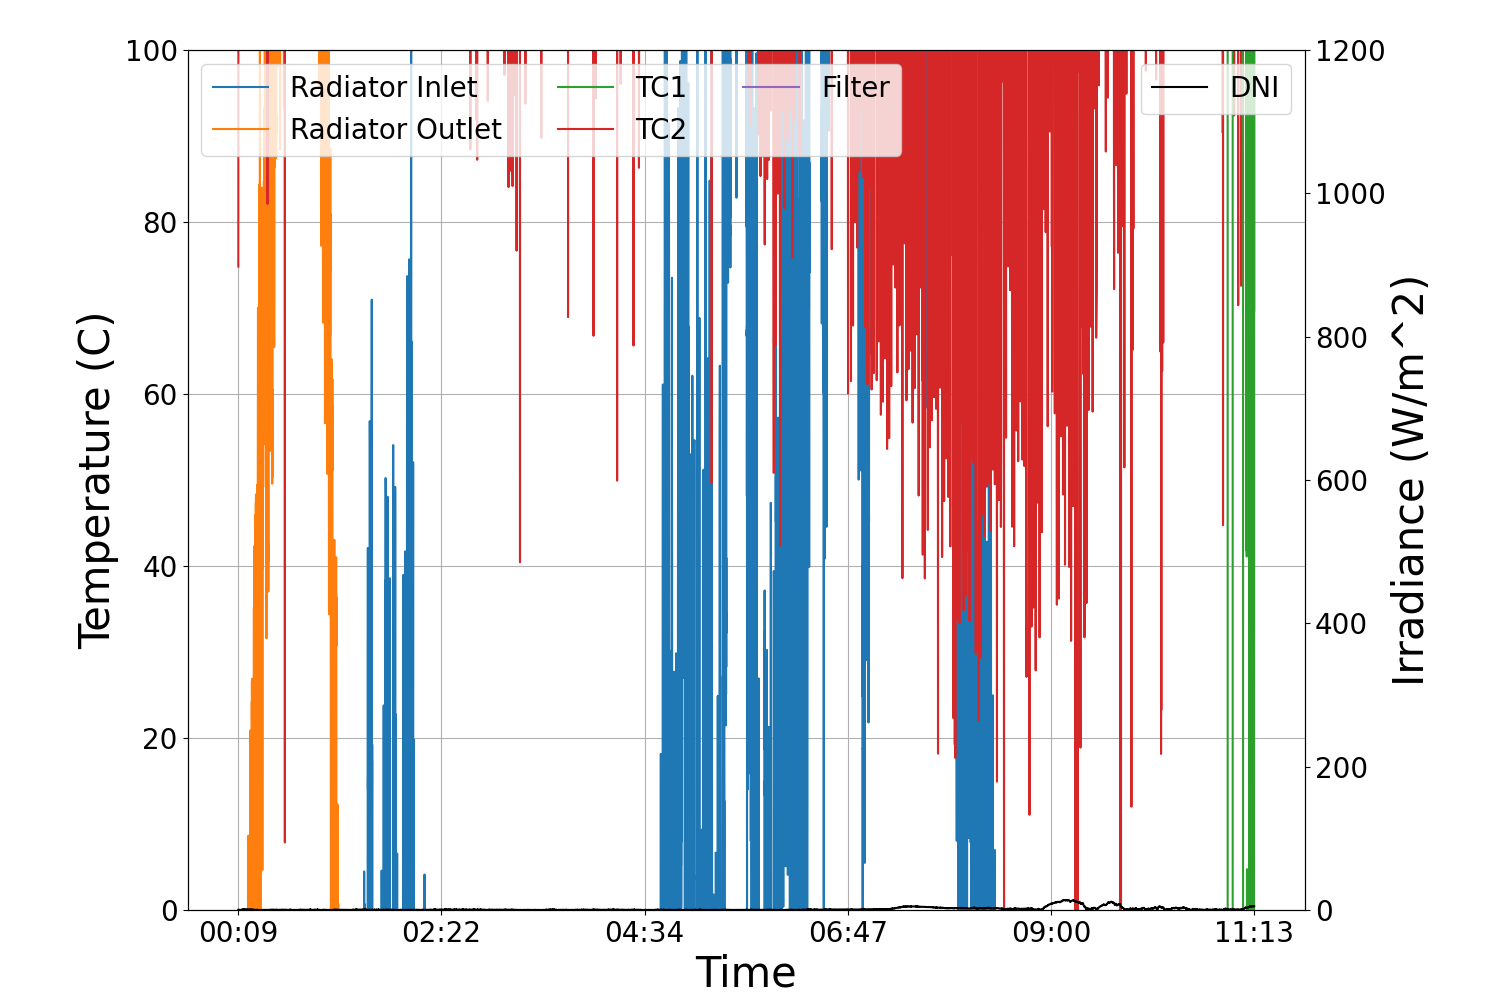 Radiator Inlet
Radiator Outlet
TC1
TC2
Filter
DNI
Temperature (C)
100
80
60
40
20
0
Irradiance (W/m^2)
1200
1000
800
600
400
200
0
00:09 02:22 04:34 06:47 09:00 11:13
Time